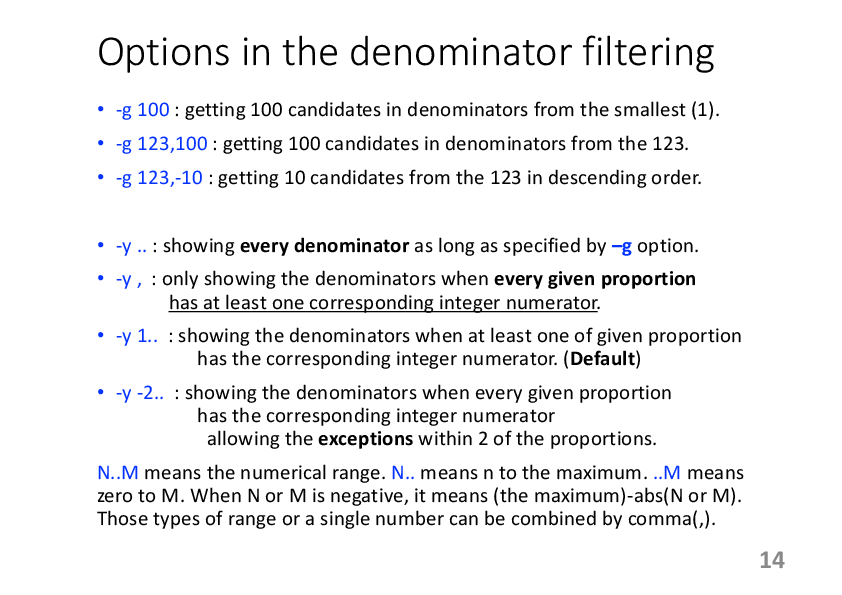 Options in the denominator filtering
• -g 100 : getting 100 candidates in denominators from the smallest (1).
• -g 123,100 : getting 100 candidates in denominators from the 123.
• -g 123,-10 : getting 10 candidates from the 123 in descending order.
• -y .. : showing every denominator as long as specified by –g option.
• -y , : only showing the denominators when every given proportion
has at least one corresponding integer numerator.
• -y 1.. : showing the denominators when at least one of given proportion
has the corresponding integer numerator. (Default)
• -y -2.. : showing the denominators when every given proportion
has the corresponding integer numerator
allowing the exceptions within 2 of the proportions.
N..M means the numerical range. N.. means n to the maximum. ..M means
zero to M. When N or M is negative, it means (the maximum)-abs(N or M).
Those types of range or a single number can be combined by comma(,).
14